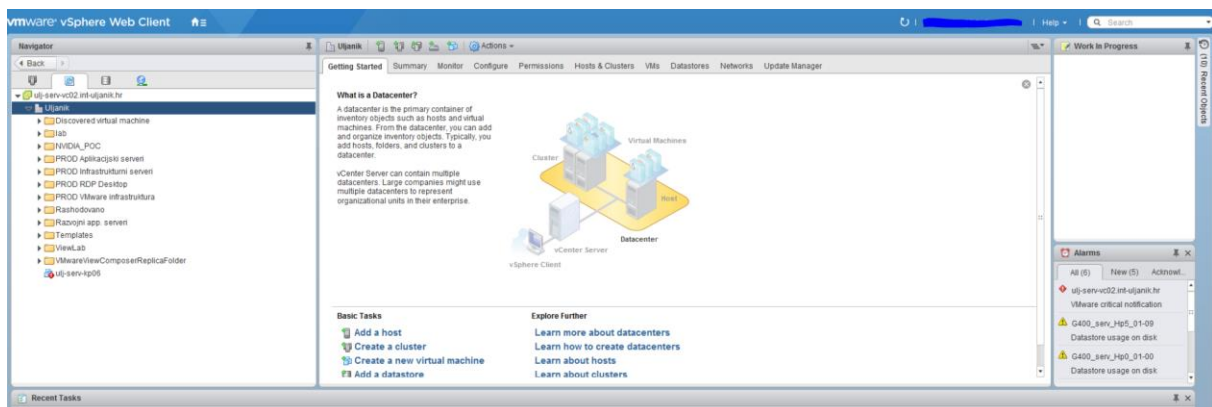 vmware® vSphere Web Client
Help
Search
Navigator
Back
ulj-serv-vc02.int-uljanik.hr
Uljanik
Discovered virtual machine
lab
NVIDIA_POC
PROD Aplikacijski serveri
PROD Infrastrukturni serveri
PROD RDP Desktop
PROD VMware infrastruktura
Rashodovano
Razvojni app. serveri
Templates
ViewLab
VMwareViewComposerReplicaFolder
ulj-serv-kp06
Uljanik Actions
Getting Started Summary Monitor Configure Permissions Hosts & Clusters VMs Datastores Networks Update Manager
What is a Datacenter?
A datacenter is the primary container of
inventory objects such as hosts and virtual
machines. From the datacenter, you can add
and organize inventory objects. Typically, you
add hosts, folders, and clusters to a
datacenter.
vCenter Server can contain multiple
datacenters. Large companies might use
multiple datacenters to represent
organizational units in their enterprise.
Virtual Machines
Cluster
Host
Datacenter
vCenter Server
vSphere Client
Basic Tasks
Add a host
Create a cluster
Create a new virtual machine
Add a datastore
Explore Further
Learn more about datacenters
Learn how to create datacenters
Learn about hosts
Learn about clusters
Work In Progress
Alarms
All (6) New (5) Acknowl...
ulj-serv-vc02.int-uljanik.hr
VMware critical notification
G400_serv_Hp5_01-09
Datastore usage on disk
G400_serv_Hp0_01-00
Datastore usage on disk
(10) Recent Objects
Recent Tasks